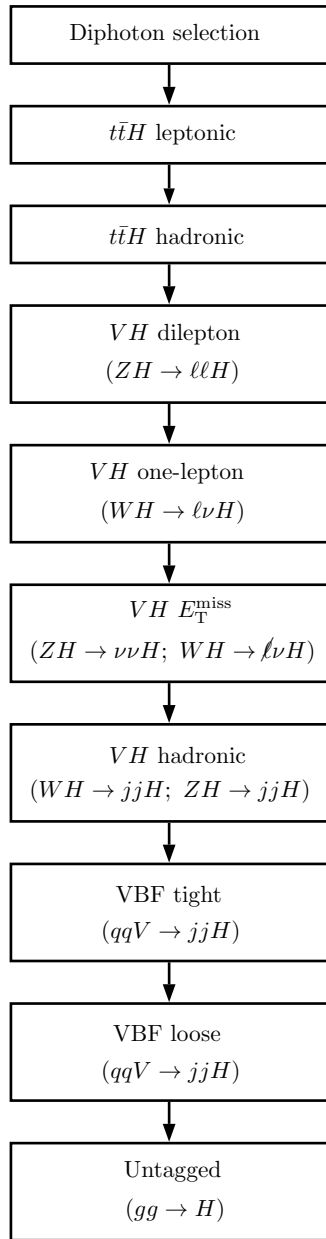 Diphoton selection
tt̄H leptonic
tt̄H hadronic
VH dilepton
(ZH → ℓℓH)
VH one-lepton
(WH → ℓνH)
VH E_T^miss
(ZH → ννH; WH → ℓ̸νH)
VH hadronic
(WH → jjH; ZH → jjH)
VBF tight
(qqV → jjH)
VBF loose
(qqV → jjH)
Untagged
(gg → H)